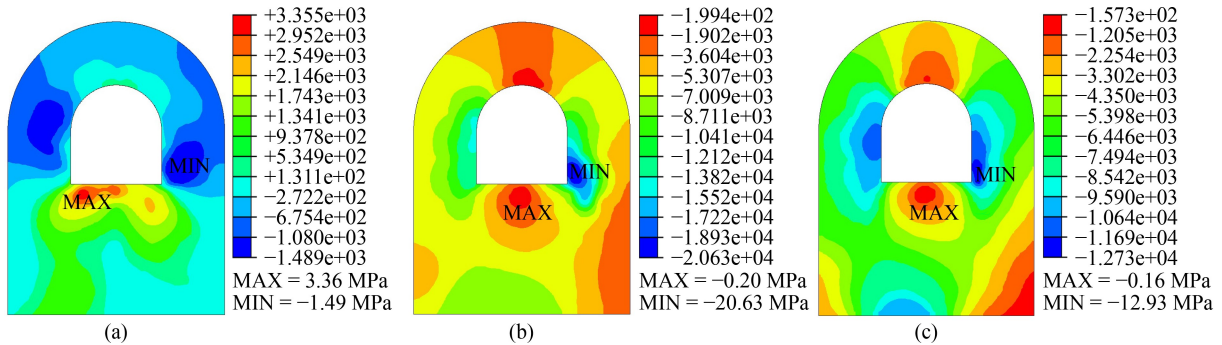 +3.355e+03
+2.952e+03
+2.549e+03
+2.146e+03
+1.743e+03
+1.341e+03
+9.378e+02
+5.349e+02
+1.311e+02
−2.722e+02
−6.754e+02
−1.080e+03
−1.489e+03
MIN
MAX
MAX = 3.36 MPa
MIN = −1.49 MPa
(a)
−1.994e+02
−1.902e+03
−3.604e+03
−5.307e+03
−7.009e+03
−8.711e+03
−1.041e+04
−1.212e+04
−1.382e+04
−1.552e+04
−1.722e+04
−1.893e+04
−2.063e+04
MIN
MAX
MAX = −0.20 MPa
MIN = −20.63 MPa
(b)
−1.573e+02
−1.205e+03
−2.254e+03
−3.302e+03
−4.350e+03
−5.398e+03
−6.446e+03
−7.494e+03
−8.542e+03
−9.590e+03
−1.064e+04
−1.169e+04
−1.273e+04
MIN
MAX
MAX = −0.16 MPa
MIN = −12.93 MPa
(c)